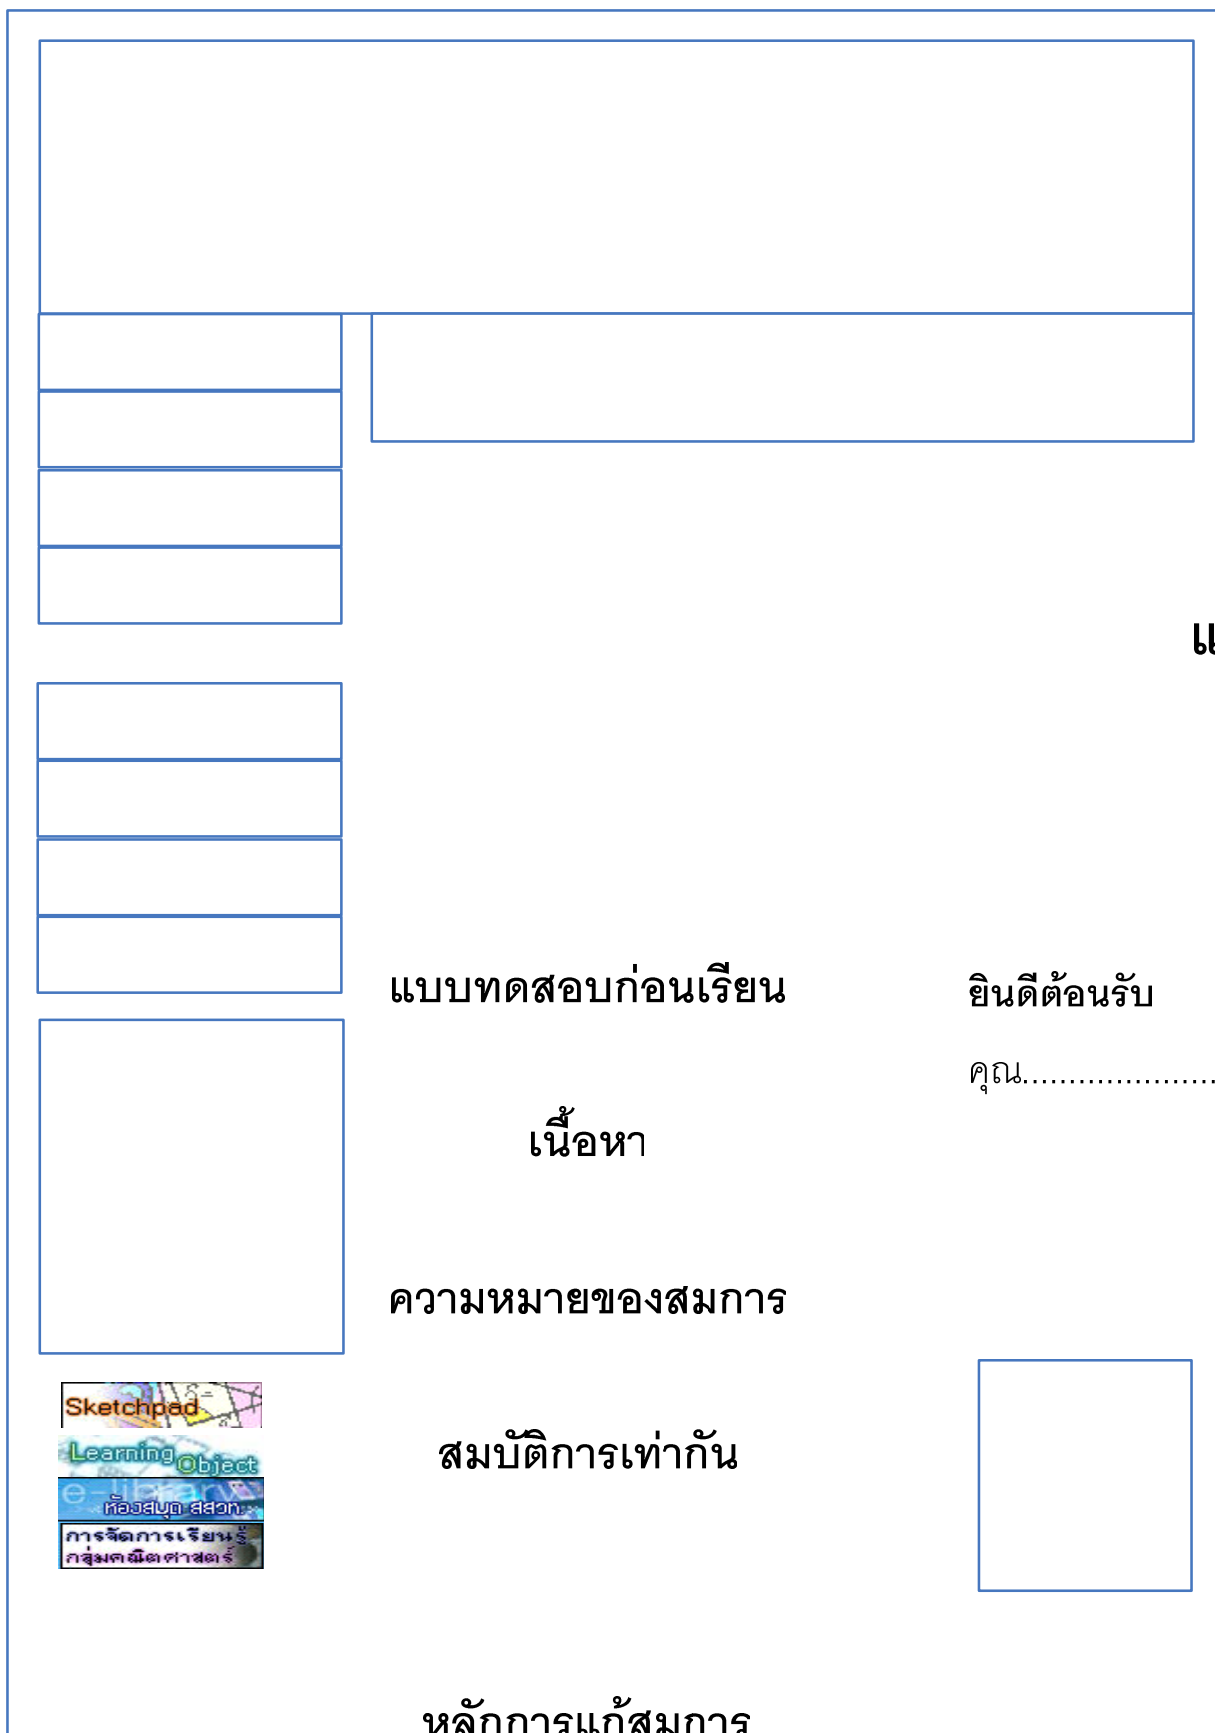 แ
แบบทดสอบก่อนเรียน
ยินดีต้อนรับ
คุณ.....................
เนื้อหา
ความหมายของสมการ
Sketchpad
Learning Object
สมบัติการเท่ากัน
e-library
ห้องสมุด สสวท.
การจัดการเรียนรู้
กลุ่มคณิตศาสตร์
หลักการแก้สมการ